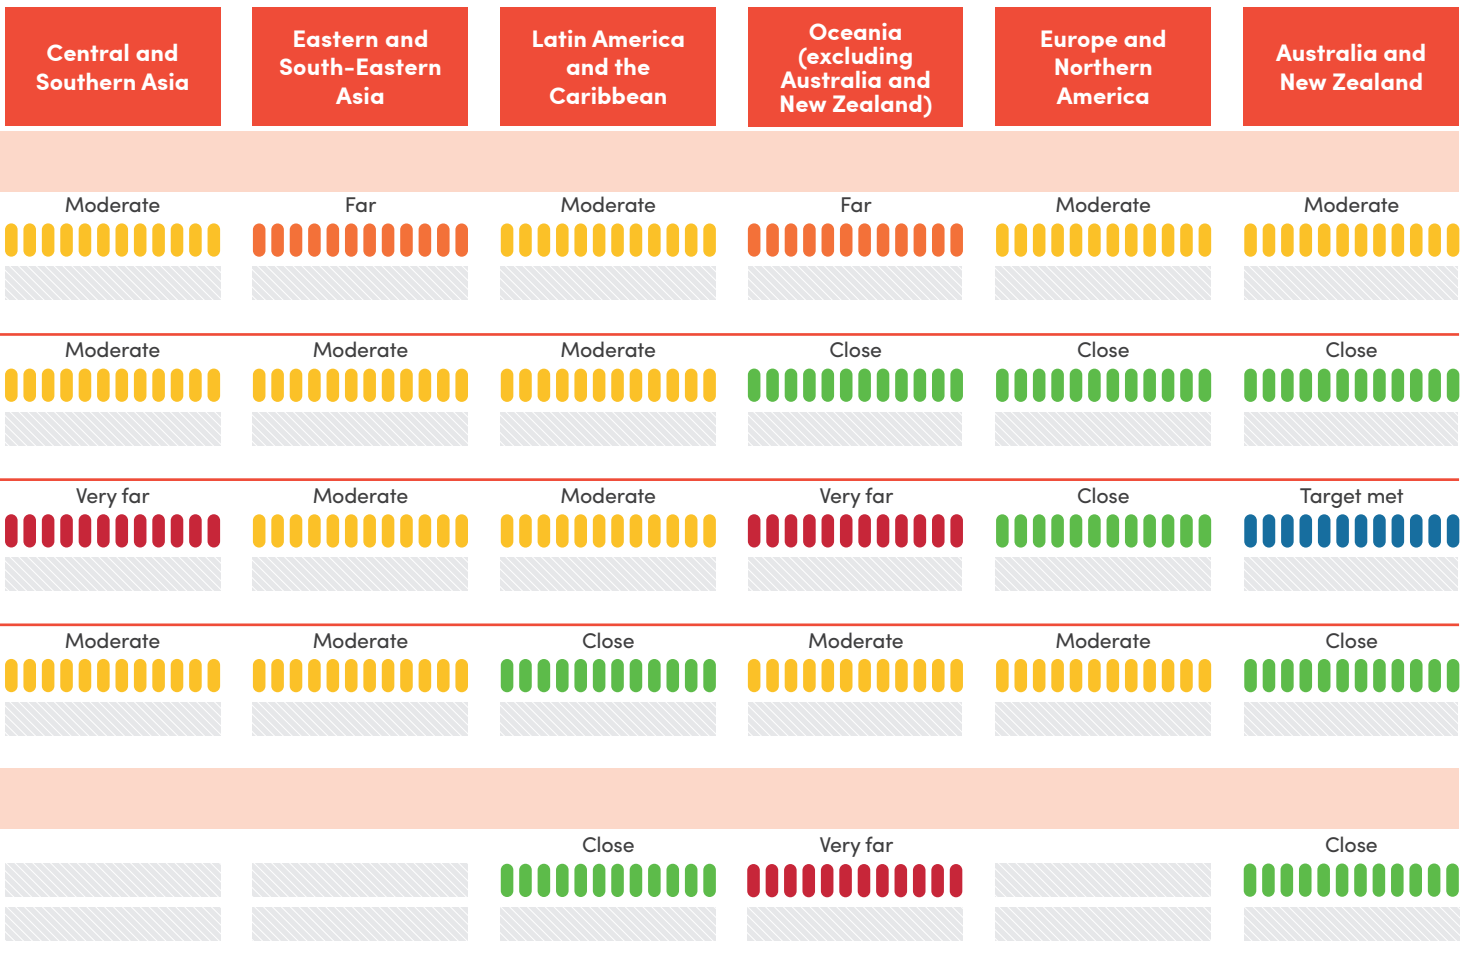 Central and
Southern Asia
Eastern and
South-Eastern
Asia
Latin America
and the
Caribbean
Oceania
(excluding
Australia and
New Zealand)
Europe and
Northern
America
Australia and
New Zealand
Moderate Far Moderate Far Moderate Moderate
Moderate Moderate Moderate Close Close Close
Very far Moderate Moderate Very far Close Target met
Moderate Moderate Close Moderate Moderate Close
Close Very far Close